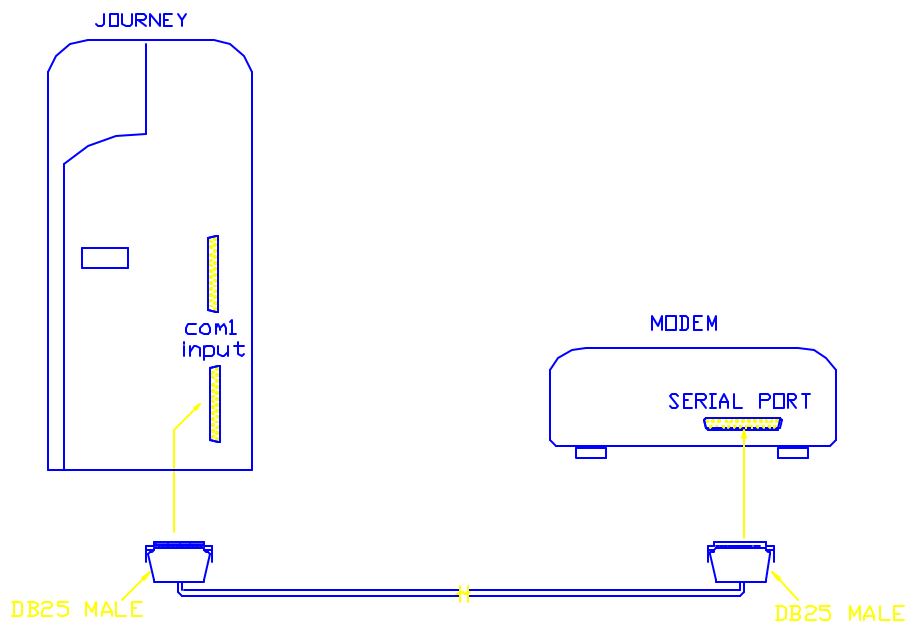 JOURNEY
com1
input
MODEM
SERIAL PORT
DB25 MALE
DB25 MALE